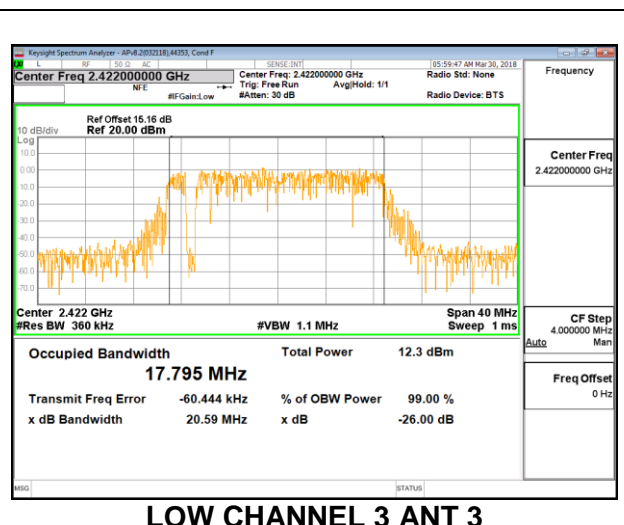 Keysight Spectrum Analyzer - APv8.2(032118),44353, Cond F
L RF 50 Ω AC SENSE:INT 05:59:47 AM Mar 30, 2018
Center Freq 2.422000000 GHz Center Freq: 2.422000000 GHz Radio Std: None Frequency
NFE Trig: Free Run Avg|Hold: 1/1
#IFGain:Low #Atten: 30 dB Radio Device: BTS
Ref Offset 15.16 dB
10 dB/div Ref 20.00 dBm
Log
10.0
0.00
-10.0
-20.0
-30.0
-40.0
-50.0
-60.0
-70.0
Center Freq
2.422000000 GHz
Center 2.422 GHz Span 40 MHz
#Res BW 360 kHz #VBW 1.1 MHz Sweep 1 ms
CF Step
4.000000 MHz
Auto Man
Occupied Bandwidth Total Power 12.3 dBm
17.795 MHz
Freq Offset
0 Hz
Transmit Freq Error -60.444 kHz % of OBW Power 99.00 %
x dB Bandwidth 20.59 MHz x dB -26.00 dB
MSG STATUS
LOW CHANNEL 3 ANT 3